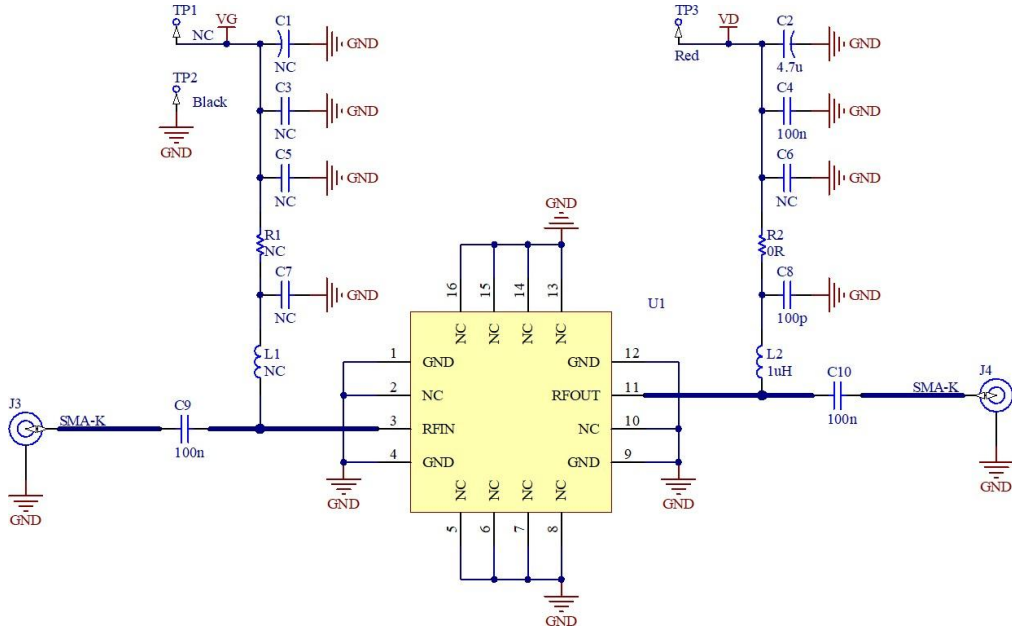 TP1
VG
C1
NC
GND
NC
TP2
Black
GND
C3
GND
NC
C5
GND
NC
R1
NC
C7
GND
NC
L1
NC
J3
SMA-K
C9
100n
GND
TP3
VD
C2
GND
Red
4.7u
C4
GND
100n
C6
GND
NC
R2
0R
C8
GND
100p
L2
1uH
C10
100n
SMA-K
J4
GND
GND
U1
16 15 14 13
NC NC NC NC
1 GND GND 12
2 NC RFOUT 11
3 RFIN NC 10
4 GND GND 9
NC NC NC NC
5 6 7 8
GND
GND
GND